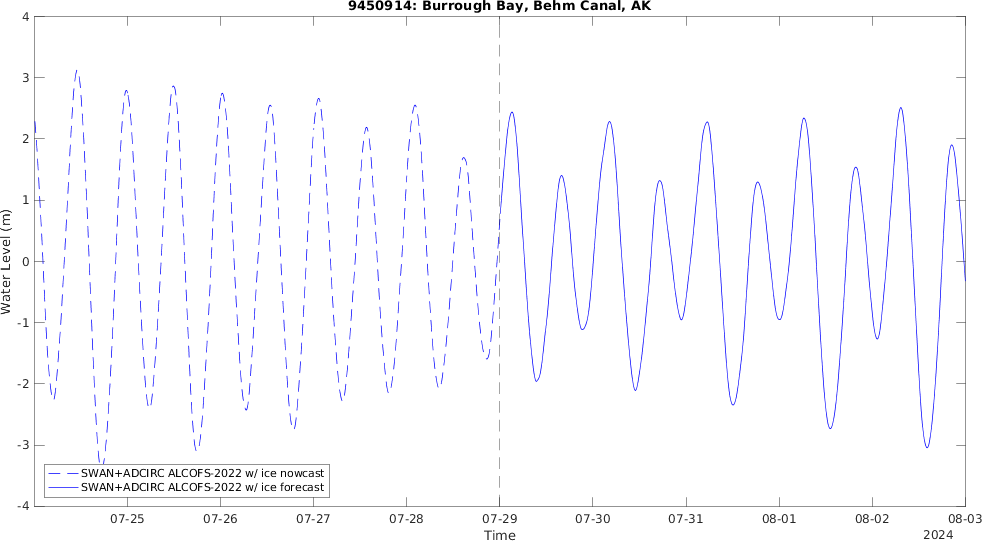 9450914: Burrough Bay, Behm Canal, AK
4
3
2
1
0
-1
-2
-3
-4
Water Level (m)
SWAN+ADCIRC ALCOFS-2022 w/ ice nowcast
SWAN+ADCIRC ALCOFS-2022 w/ ice forecast
07-25 07-26 07-27 07-28 07-29 07-30 07-31 08-01 08-02 08-03
Time
2024